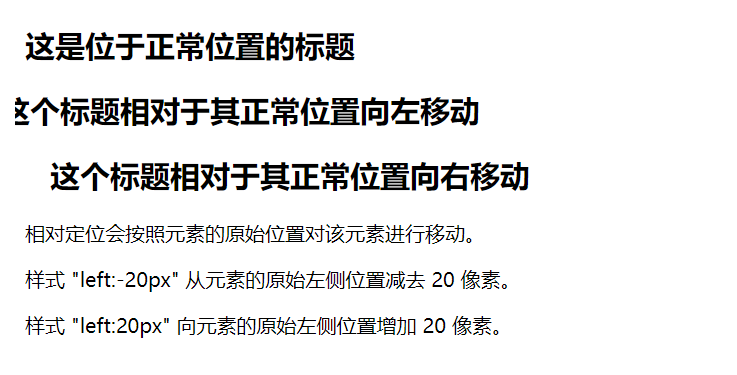 这是位于正常位置的标题
这个标题相对于其正常位置向左移动
这个标题相对于其正常位置向右移动
相对定位会按照元素的原始位置对该元素进行移动。
样式 "left:-20px" 从元素的原始左侧位置减去 20 像素。
样式 "left:20px" 向元素的原始左侧位置增加 20 像素。